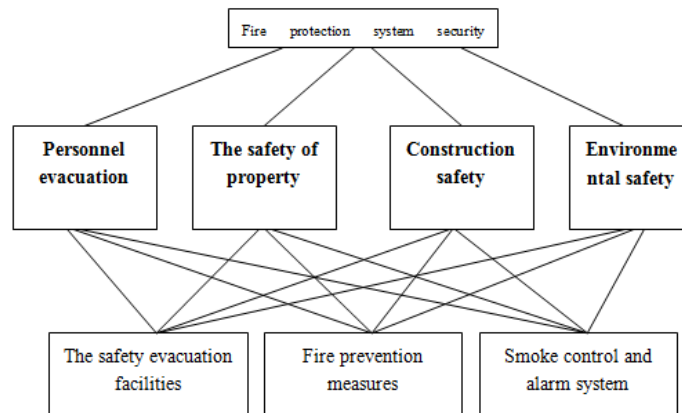 Fire protection system security
Personnel
evacuation
The safety of
property
Construction
safety
Environme
ntal safety
The safety evacuation
facilities
Fire prevention
measures
Smoke control and
alarm system